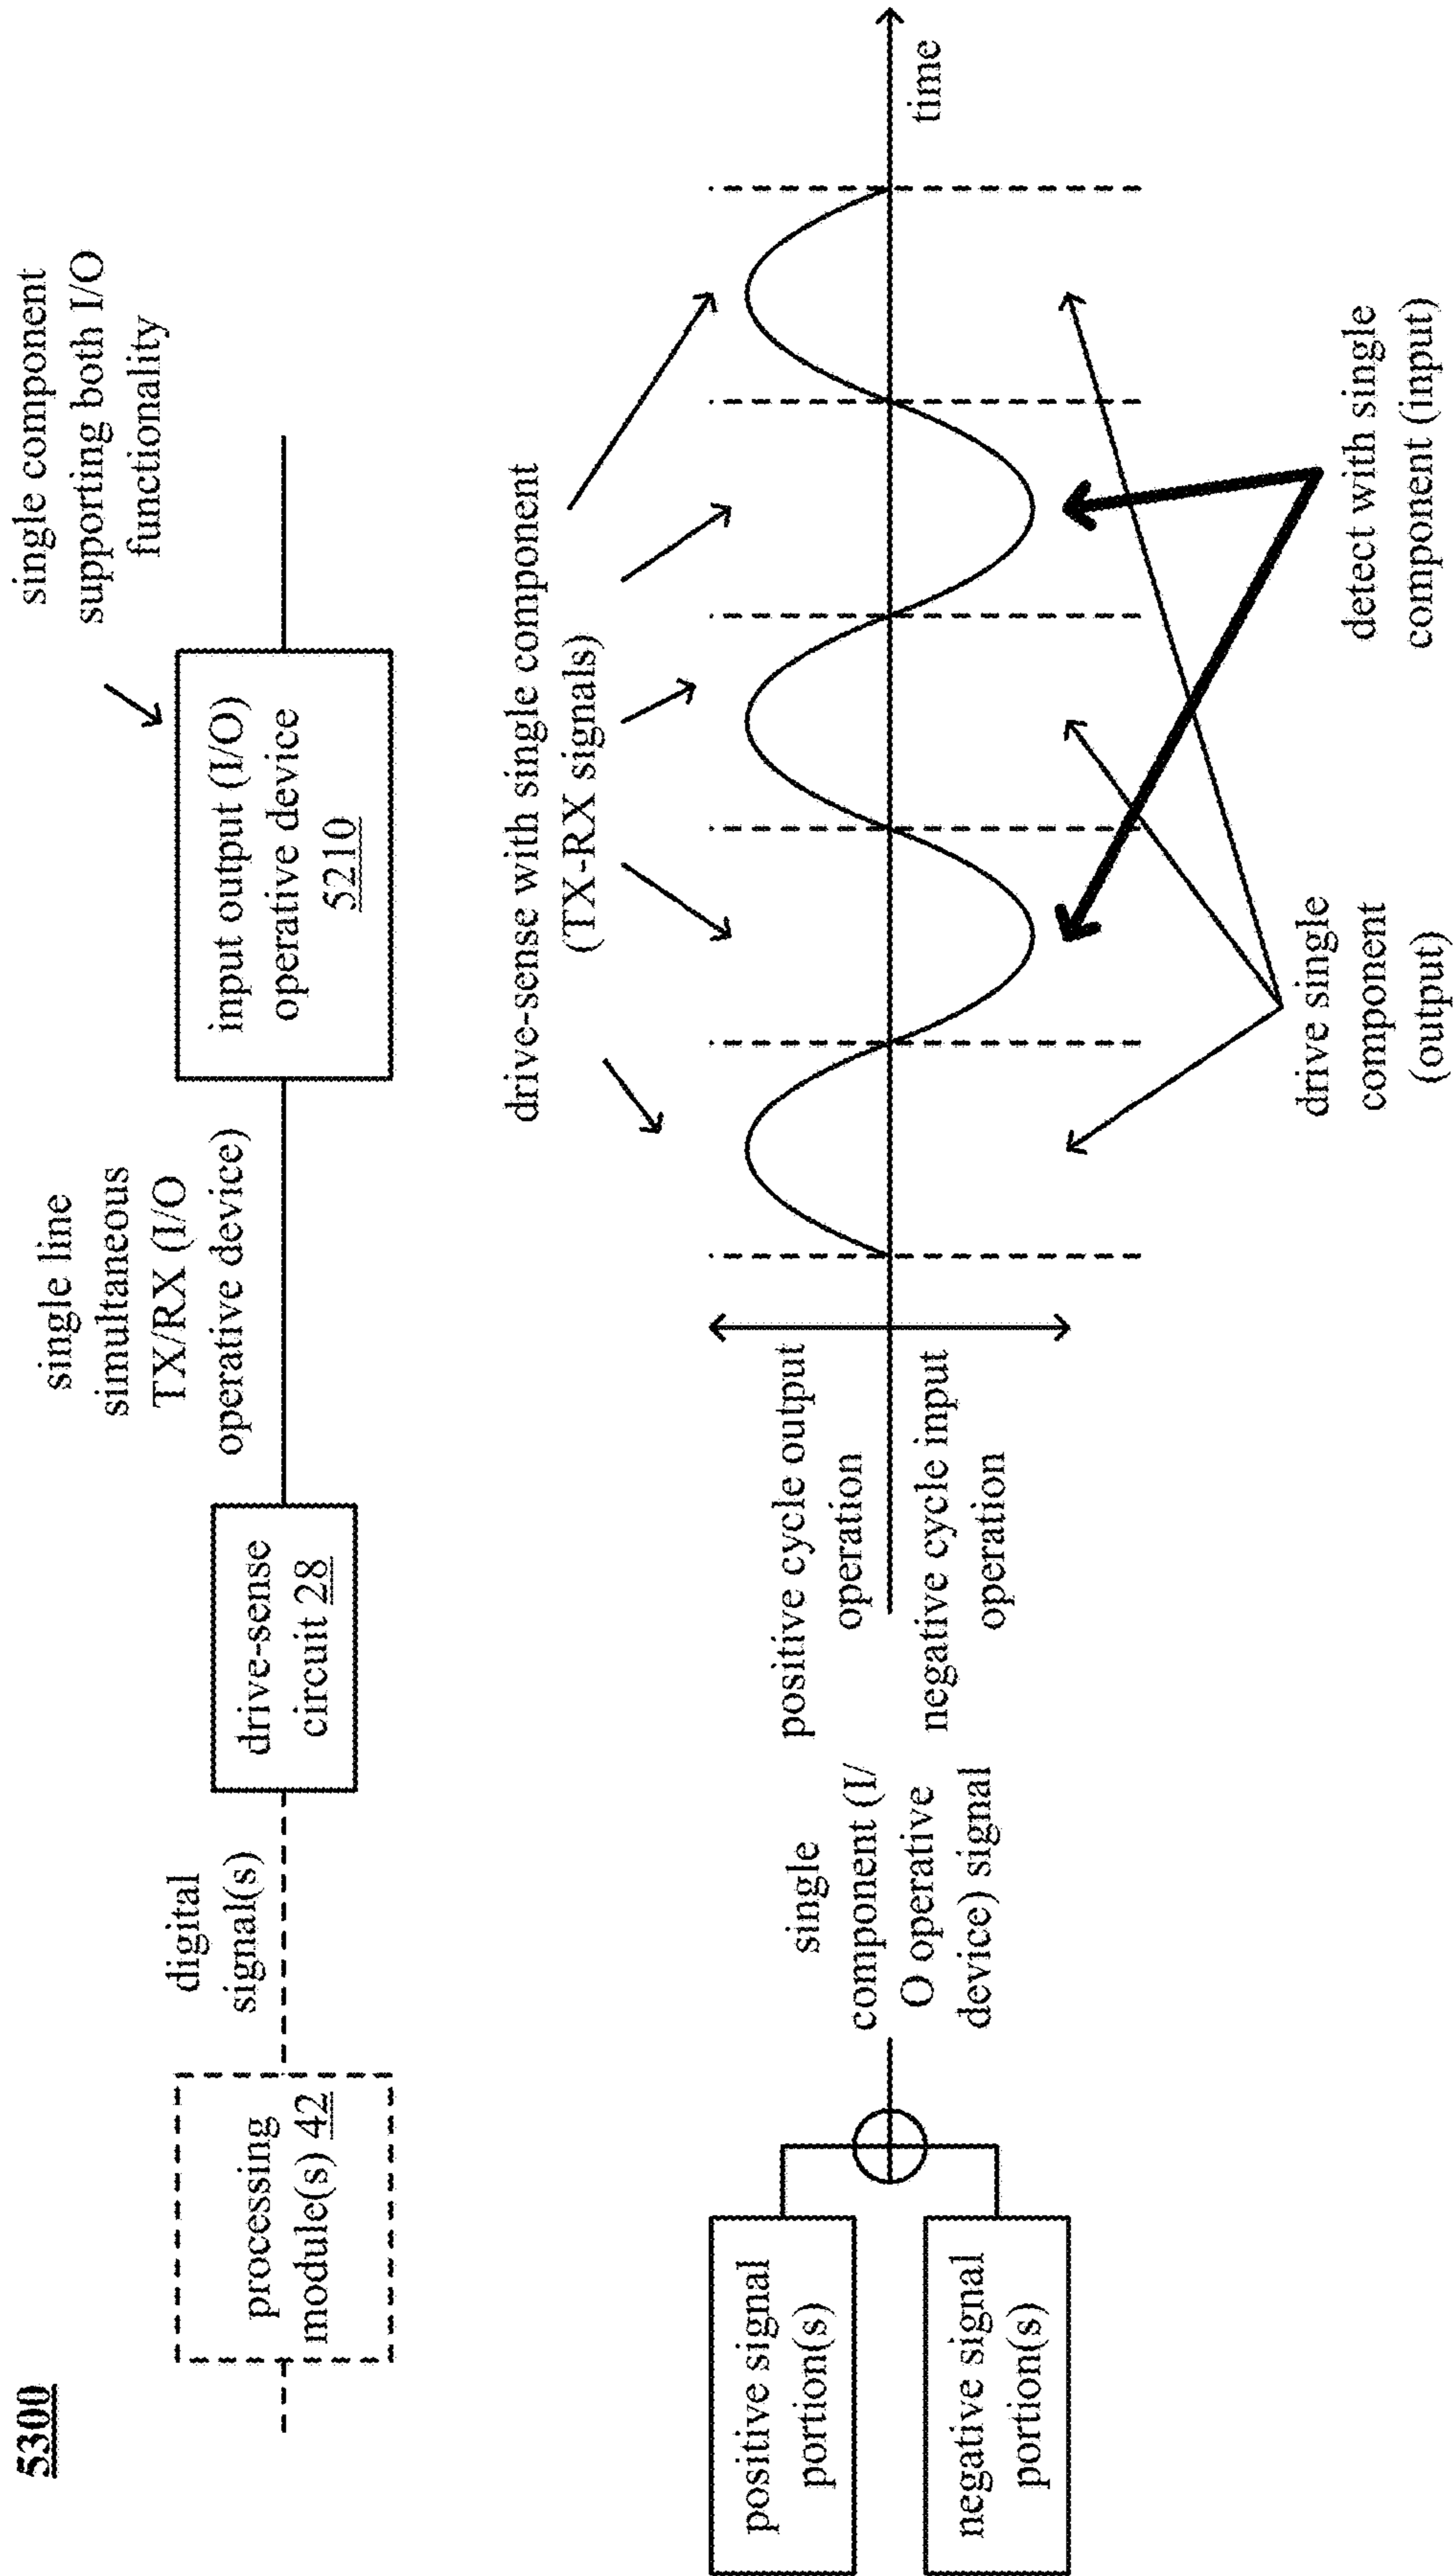 5300
processing
module(s) 42
digital
signal(s)
drive-sense
circuit 28
single line
simultaneous
TX/RX (I/O
operative device)
input output (I/O)
operative device
5210
single component
supporting both I/O
functionality
positive signal
portion(s)
negative signal
portion(s)
single
component (I/
O operative
device) signal
positive cycle output
operation
negative cycle input
operation
drive-sense with single component
(TX-RX signals)
time
drive single
component
(output)
detect with single
component (input)